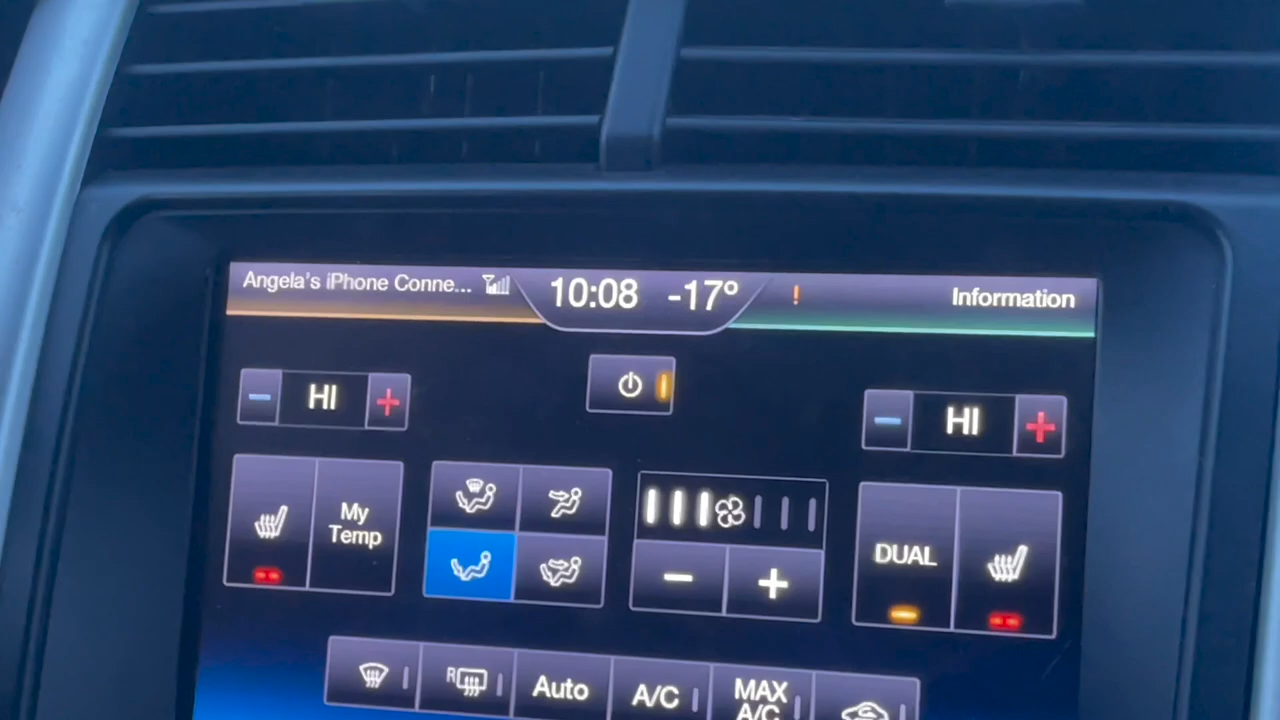 Angela's iPhone Conne...
10:08 -17°
!
Information
HI
HI
My
Temp
DUAL
R
Auto
A/C
MAX
A/C